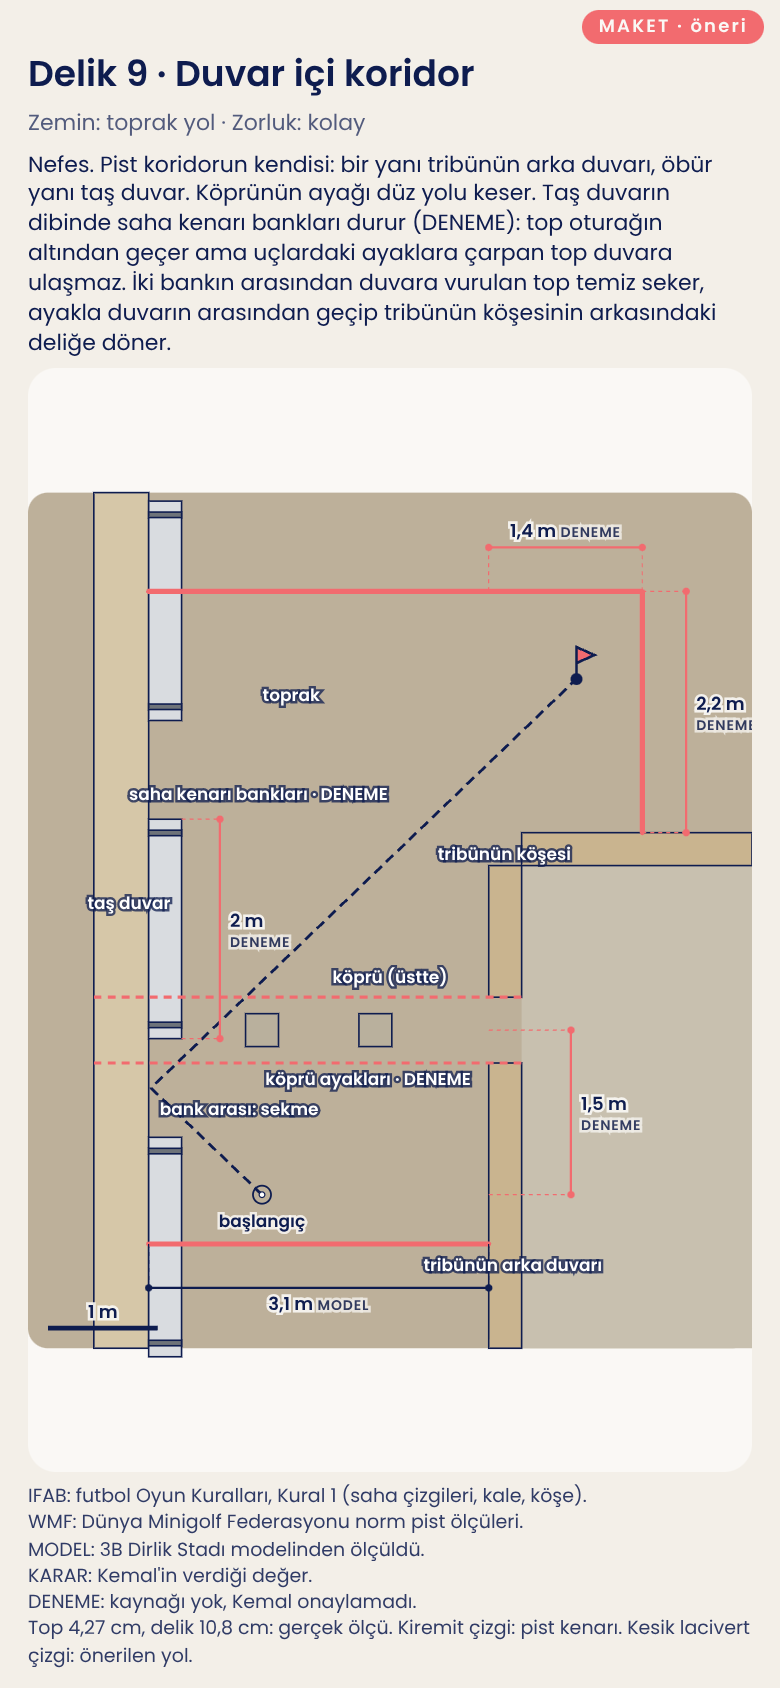 MAKET · öneri
Delik 9 · Duvar içi koridor
Zemin: toprak yol · Zorluk: kolay
Nefes. Pist koridorun kendisi: bir yanı tribünün arka duvarı, öbür
yanı taş duvar. Köprünün ayağı düz yolu keser. Taş duvarın
dibinde saha kenarı bankları durur (DENEME): top oturağın
altından geçer ama uçlardaki ayaklara çarpan top duvara
ulaşmaz. İki bankın arasından duvara vurulan top temiz seker,
ayakla duvarın arasından geçip tribünün köşesinin arkasındaki
deliğe döner.
1,4 m DENEME
toprak
2,2 m
DENEME
saha kenarı bankları · DENEME
tribünün köşesi
taş duvar
2 m
DENEME
köprü (üstte)
köprü ayakları · DENEME
1,5 m
DENEME
bank arası: sekme
başlangıç
tribünün arka duvarı
3,1 m MODEL
1 m
IFAB: futbol Oyun Kuralları, Kural 1 (saha çizgileri, kale, köşe).
WMF: Dünya Minigolf Federasyonu norm pist ölçüleri.
MODEL: 3B Dirlik Stadı modelinden ölçüldü.
KARAR: Kemal'in verdiği değer.
DENEME: kaynağı yok, Kemal onaylamadı.
Top 4,27 cm, delik 10,8 cm: gerçek ölçü. Kiremit çizgi: pist kenarı. Kesik lacivert
çizgi: önerilen yol.